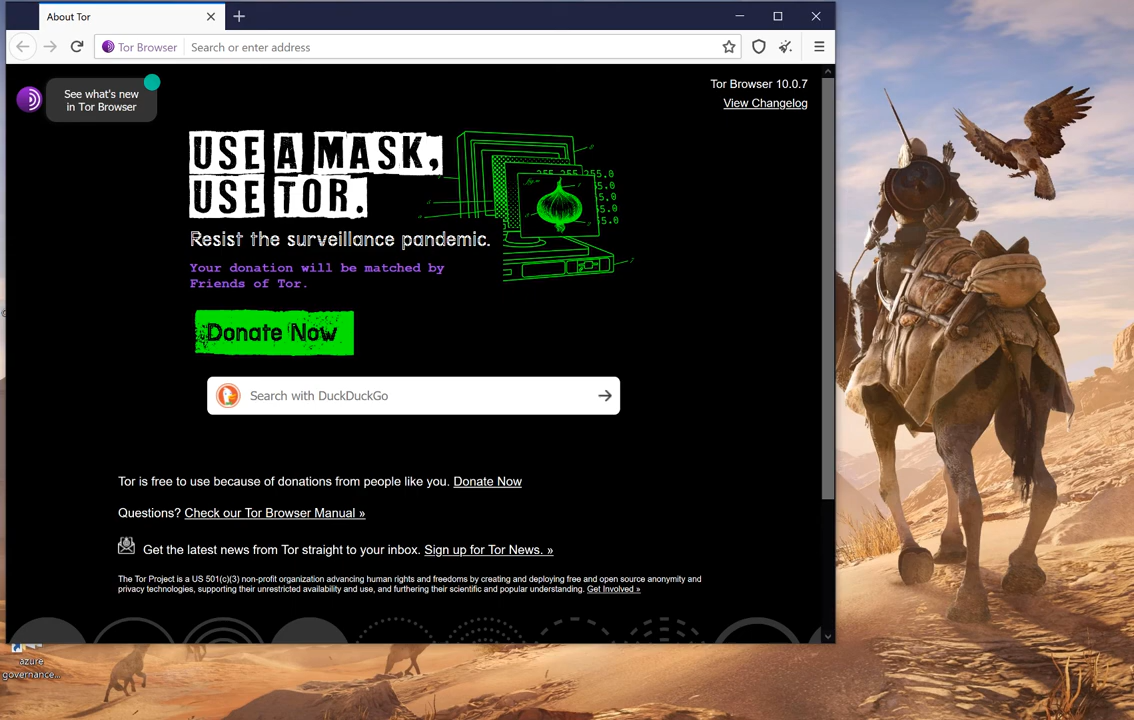 About Tor
Tor Browser
Search or enter address
See what's new
in Tor Browser
Tor Browser 10.0.7
View Changelog
USE A MASK,
USE TOR.
255.255.255.0
Resist the surveillance pandemic.
Your donation will be matched by
Friends of Tor.
Donate Now
Search with DuckDuckGo
Tor is free to use because of donations from people like you. Donate Now
Questions? Check our Tor Browser Manual »
Get the latest news from Tor straight to your inbox. Sign up for Tor News. »
The Tor Project is a US 501(c)(3) non-profit organization advancing human rights and freedoms by creating and deploying free and open source anonymity and
privacy technologies, supporting their unrestricted availability and use, and furthering their scientific and popular understanding. Get Involved »
azure
governance...